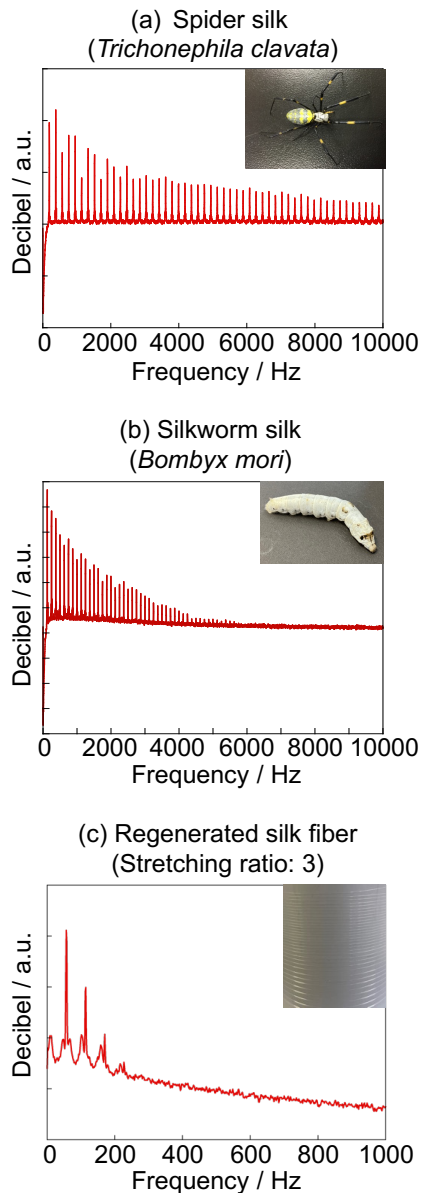 (a) Spider silk
(Trichonephila clavata)
Decibel / a.u.
0 2000 4000 6000 8000 10000
Frequency / Hz
(b) Silkworm silk
(Bombyx mori)
Decibel / a.u.
0 2000 4000 6000 8000 10000
Frequency / Hz
(c) Regenerated silk fiber
(Stretching ratio: 3)
Decibel / a.u.
0 200 400 600 800 1000
Frequency / Hz